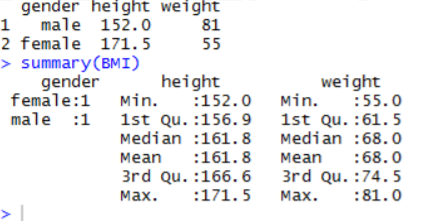 gender height weight
1   male  152.0     81
2 female  171.5     55
> summary(BMI)
    gender      height          weight
 female:1   Min.   :152.0   Min.   :55.0
 male  :1   1st Qu.:156.9   1st Qu.:61.5
            Median :161.8   Median :68.0
            Mean   :161.8   Mean   :68.0
            3rd Qu.:166.6   3rd Qu.:74.5
            Max.   :171.5   Max.   :81.0
>